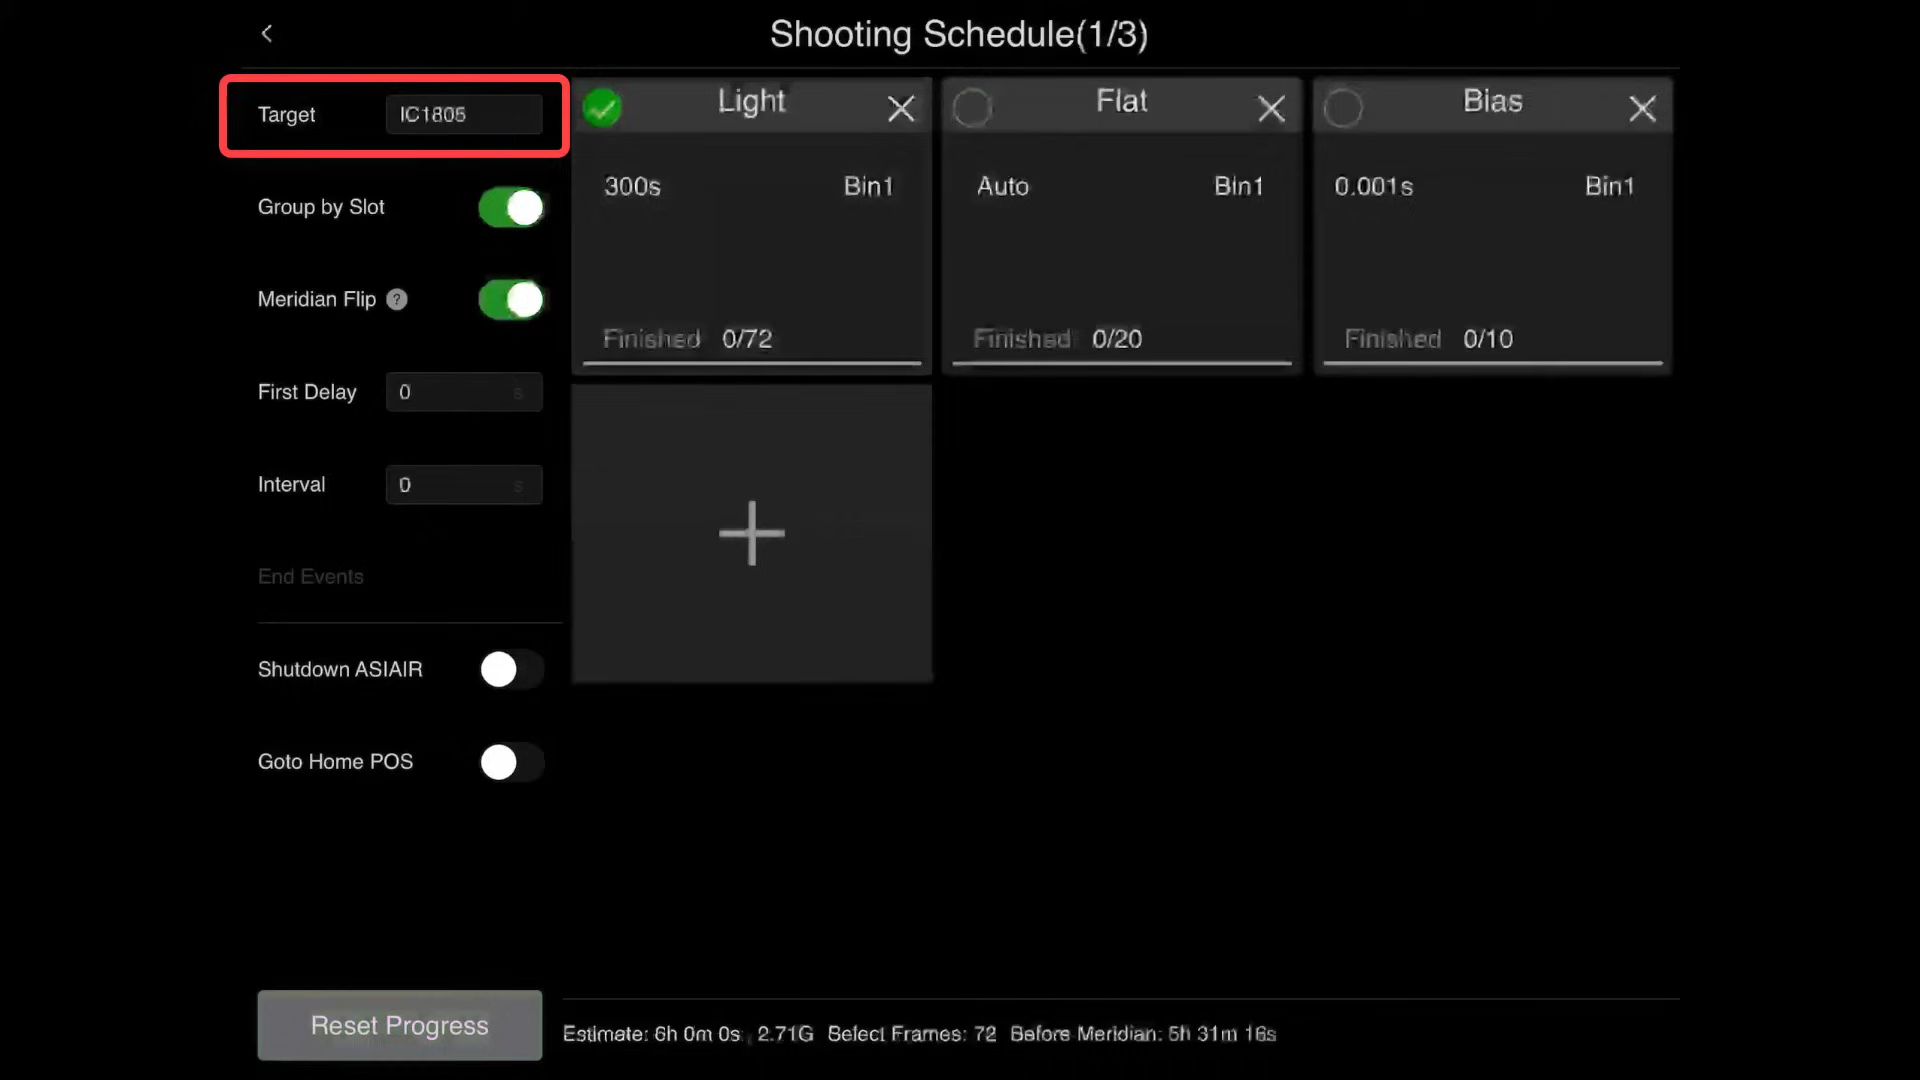 Shooting Schedule(1/3)
Target IC1805
Group by Slot
Meridian Flip ?
First Delay 0 s
Interval 0 s
End Events
Shutdown ASIAIR
Goto Home POS
Reset Progress
Light
300s Bin1
Finished 0/72
Flat
Auto Bin1
Finished 0/20
Bias
0.001s Bin1
Finished 0/10
Estimate: 6h 0m 0s , 2.71G Select Frames: 72 Before Meridian: 5h 31m 16s